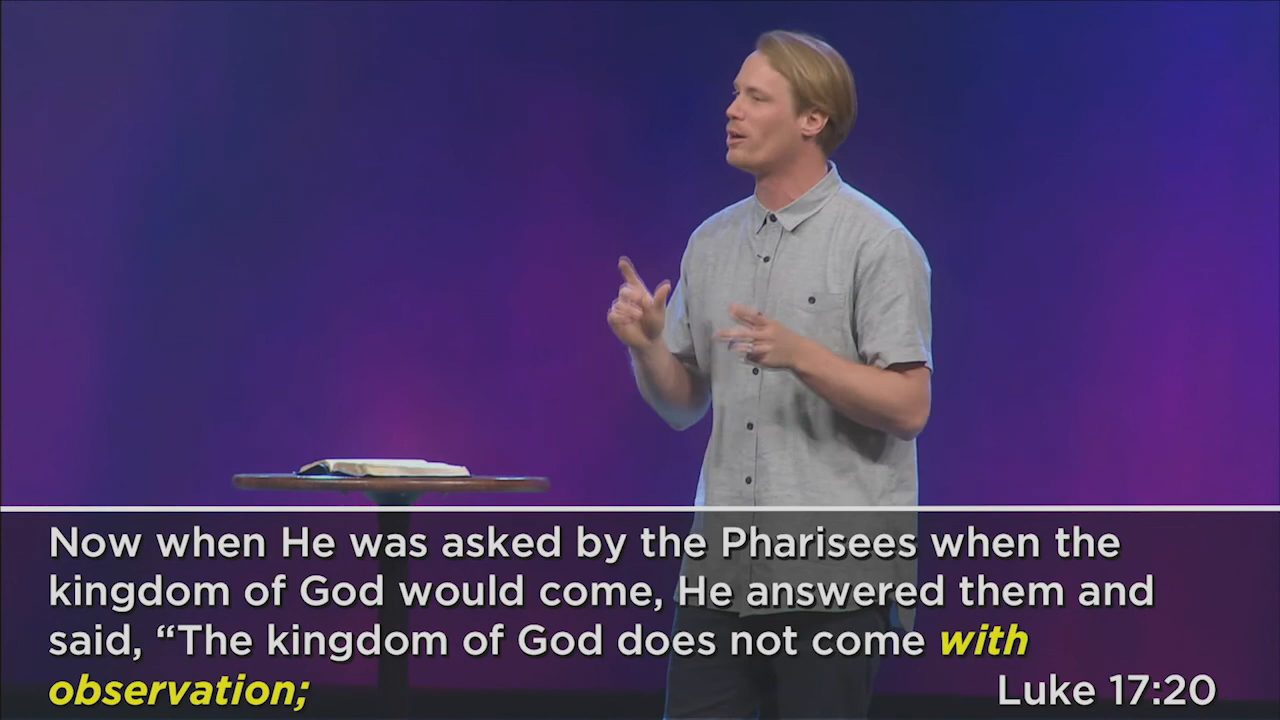 Now when He was asked by the Pharisees when the
kingdom of God would come, He answered them and
said, “The kingdom of God does not come with
observation;
Luke 17:20